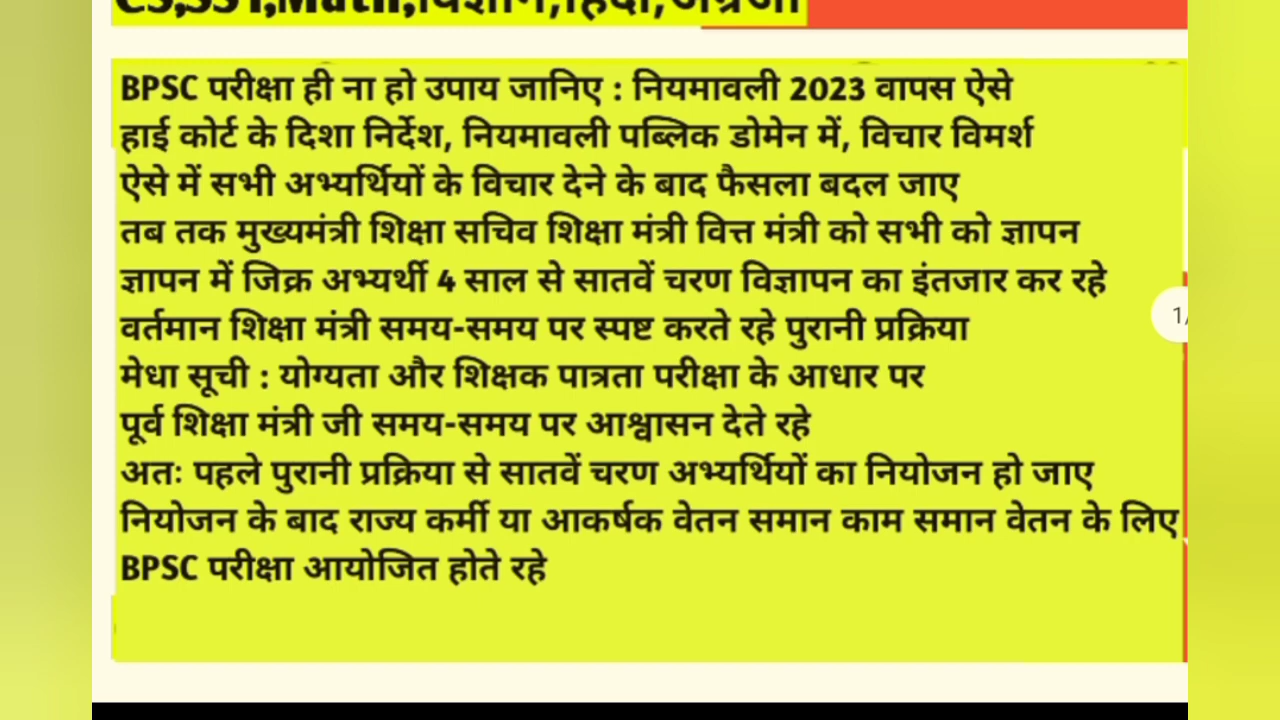 CS,SST,Math,विज्ञान,हिंदी,अंग्रेजी
BPSC परीक्षा ही ना हो उपाय जानिए : नियमावली 2023 वापस ऐसे
हाई कोर्ट के दिशा निर्देश, नियमावली पब्लिक डोमेन में, विचार विमर्श
ऐसे में सभी अभ्यर्थियों के विचार देने के बाद फैसला बदल जाए
तब तक मुख्यमंत्री शिक्षा सचिव शिक्षा मंत्री वित्त मंत्री को सभी को ज्ञापन
ज्ञापन में जिक्र अभ्यर्थी 4 साल से सातवें चरण विज्ञापन का इंतजार कर रहे
वर्तमान शिक्षा मंत्री समय-समय पर स्पष्ट करते रहे पुरानी प्रक्रिया
मेधा सूची : योग्यता और शिक्षक पात्रता परीक्षा के आधार पर
पूर्व शिक्षा मंत्री जी समय-समय पर आश्वासन देते रहे
अतः पहले पुरानी प्रक्रिया से सातवें चरण अभ्यर्थियों का नियोजन हो जाए
नियोजन के बाद राज्य कर्मी या आकर्षक वेतन समान काम समान वेतन के लिए
BPSC परीक्षा आयोजित होते रहे
1/